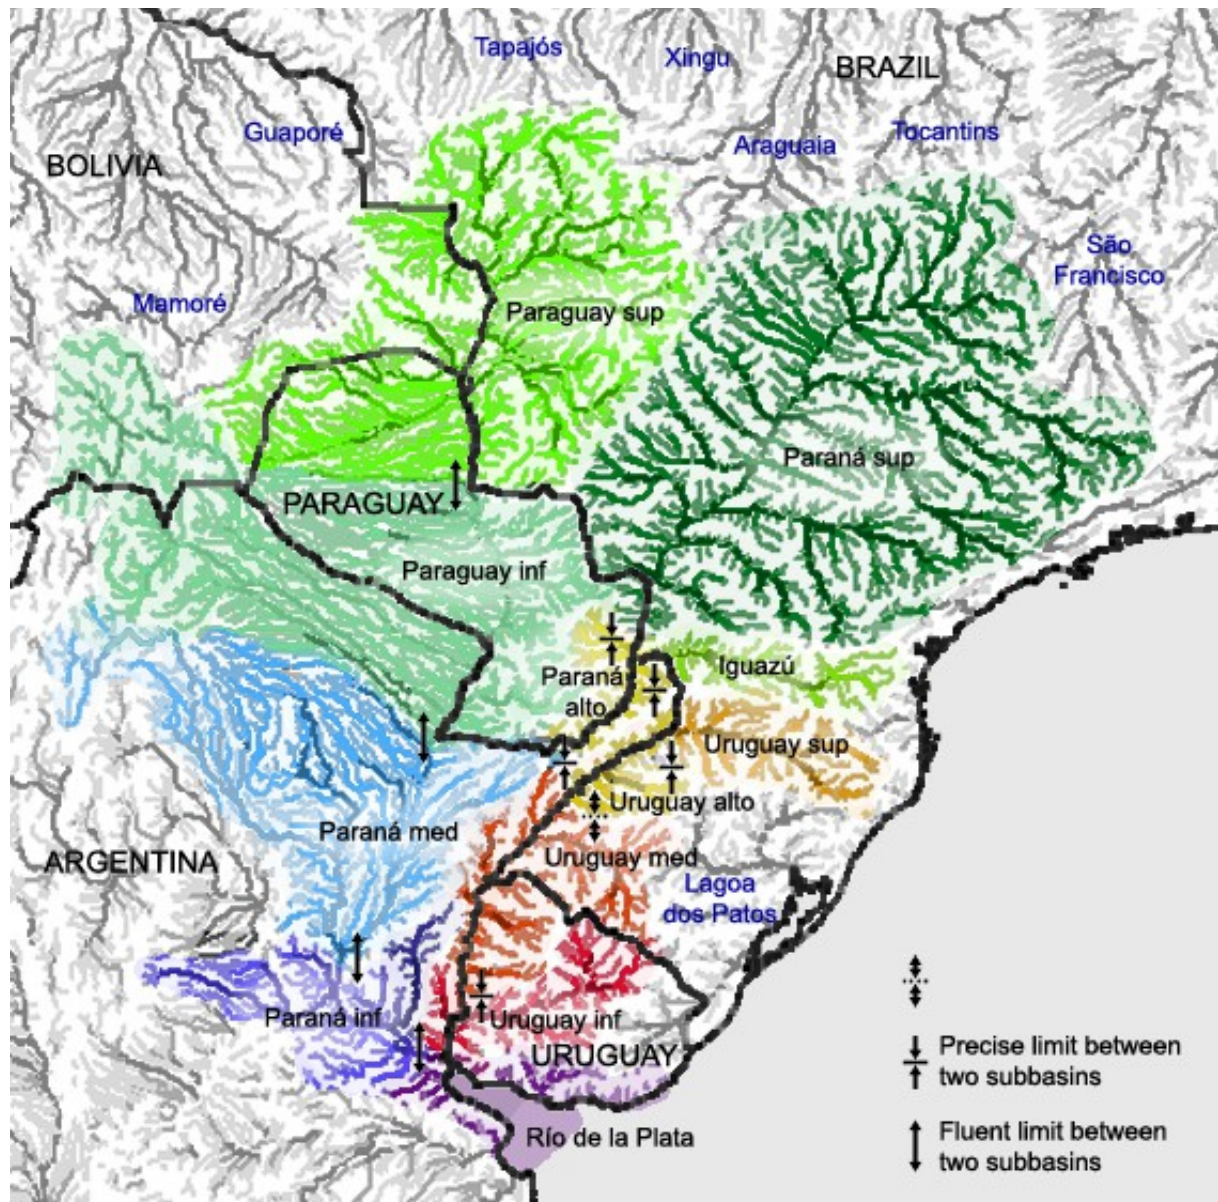 Tapajós
Xingu
BRAZIL
Guaporé
Araguaia
Tocantins
BOLIVIA
São
Francisco
Mamoré
Paraguay sup
Paraná sup
PARAGUAY
Paraguay inf
Paraná
alto
Iguazú
Uruguay sup
Uruguay alto
Paraná med
Uruguay med
ARGENTINA
Lagoa
dos Patos
Paraná inf
Uruguay inf
URUGUAY
Precise limit between
two subbasins
Río de la Plata
Fluent limit between
two subbasins